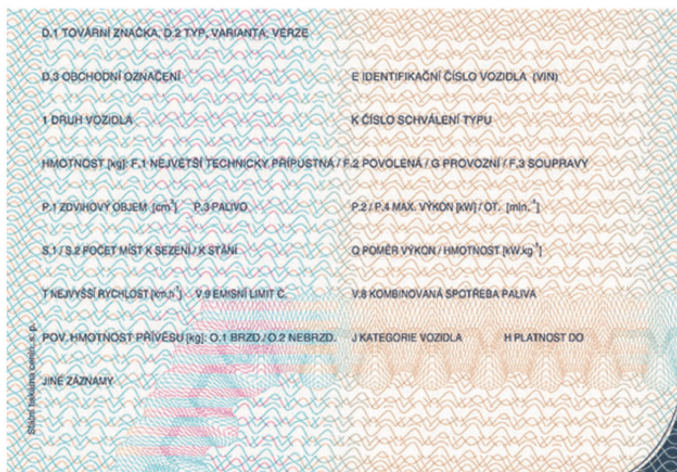 D.1 TOVÁRNÍ ZNAČKA, D.2 TYP, VARIANTA, VERZE
D.3 OBCHODNÍ OZNAČENÍ E IDENTIFIKAČNÍ ČÍSLO VOZIDLA (VIN)
1 DRUH VOZIDLA K ČÍSLO SCHVÁLENÍ TYPU
HMOTNOST [kg]: F.1 NEJVĚTŠÍ TECHNICKY PŘÍPUSTNÁ / F.2 POVOLENÁ / G PROVOZNÍ / F.3 SOUPRAVY
P.1 ZDVIHOVÝ OBJEM [cm³] P.3 PALIVO P.2 / P.4 MAX. VÝKON [kW] / OT. [min.⁻¹]
S.1 / S.2 POČET MÍST K SEZENÍ / K STÁNÍ Q POMĚR VÝKON / HMOTNOST [kW.kg⁻¹]
T NEJVYŠŠÍ RYCHLOST [km.h⁻¹] V.9 EMISNÍ LIMIT Č. V.8 KOMBINOVANÁ SPOTŘEBA PALIVA
POV. HMOTNOST PŘÍVĚSU [kg]: O.1 BRZD./ O.2 NEBRZD. J KATEGORIE VOZIDLA H PLATNOST DO
JINÉ ZÁZNAMY
Státní tiskárna cenin, s. p.